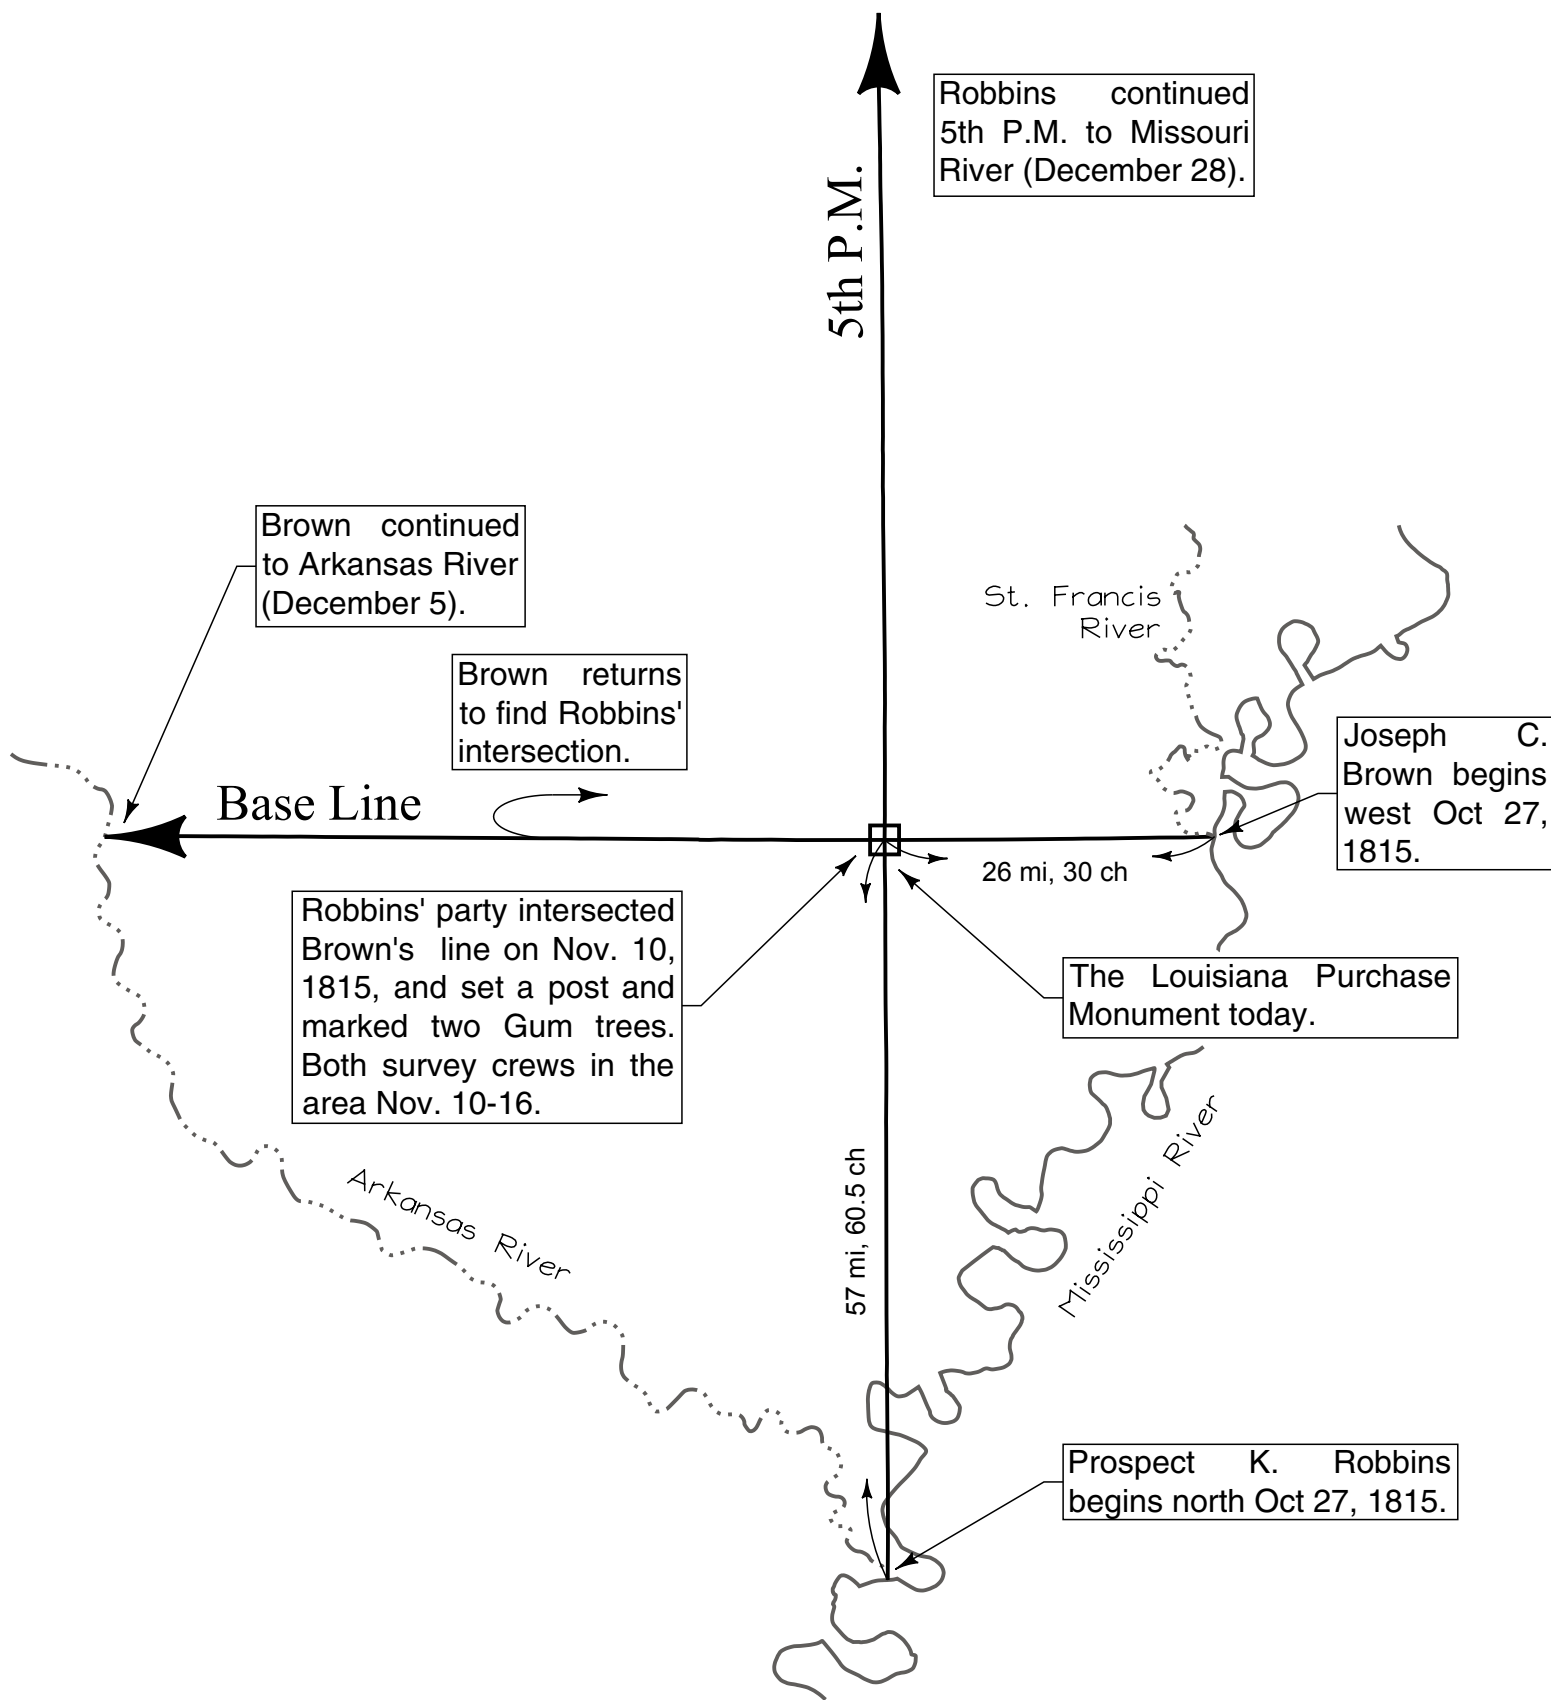 Robbins continued
5th P.M. to Missouri
River (December 28).
5th P.M.
Brown continued
to Arkansas River
(December 5).
St. Francis
River
Brown returns
to find Robbins'
intersection.
Joseph C.
Brown begins
west Oct 27,
1815.
Base Line
26 mi, 30 ch
Robbins' party intersected
Brown's line on Nov. 10,
1815, and set a post and
marked two Gum trees.
Both survey crews in the
area Nov. 10-16.
The Louisiana Purchase
Monument today.
Arkansas River
57 mi, 60.5 ch
Mississippi River
Prospect K. Robbins
begins north Oct 27, 1815.